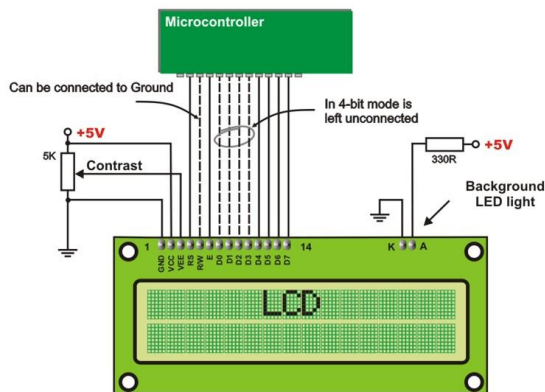 Microcontroller
Can be connected to Ground
In 4-bit mode is
left unconnected
+5V
5K
Contrast
330R
+5V
Background
LED light
1
14
K
A
GND
VCC
VEE
RS
R/W
E
D0
D1
D2
D3
D4
D5
D6
D7
LCD